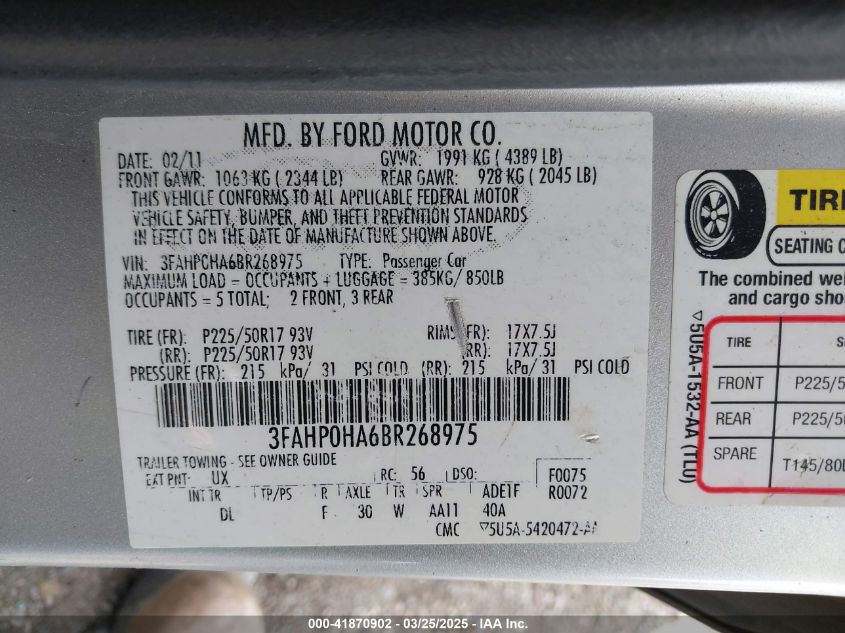 MFD. BY FORD MOTOR CO.
DATE: 02/11 GVWR: 1991 KG ( 4389 LB)
FRONT GAWR: 1063 KG ( 2344 LB) REAR GAWR: 928 KG ( 2045 LB)
THIS VEHICLE CONFORMS TO ALL APPLICABLE FEDERAL MOTOR
VEHICLE SAFETY, BUMPER, AND THEFT PREVENTION STANDARDS
IN EFFECT ON THE DATE OF MANUFACTURE SHOWN ABOVE.
VIN: 3FAHP0HA6BR268975 TYPE: Passenger Car
MAXIMUM LOAD = OCCUPANTS + LUGGAGE = 385KG/ 850LB
OCCUPANTS = 5 TOTAL; 2 FRONT, 3 REAR
TIRE (FR): P225/50R17 93V RIMS (FR): 17X7.5J
(RR): P225/50R17 93V (RR): 17X7.5J
PRESSURE (FR): 215 kPa/ 31 PSI COLD (RR): 215 kPa/ 31 PSI COLD
3FAHP0HA6BR268975
TRAILER TOWING - SEE OWNER GUIDE
EXT PNT: UX RC: 56 DSO: F0075
INT TR TP/PS R AXLE TR SPR ADE1F R0072
DL F 30 W AA11 40A
CMC ▽5U5A-5420472-AA
▽5U5A-1532-AA (TLU)
TIRE
SEATING C
The combined wei
and cargo sho
TIRE S
FRONT P225/5
REAR P225/5
SPARE T145/80
000-41870902 - 03/25/2025 - © IAA Holdings, LLC.